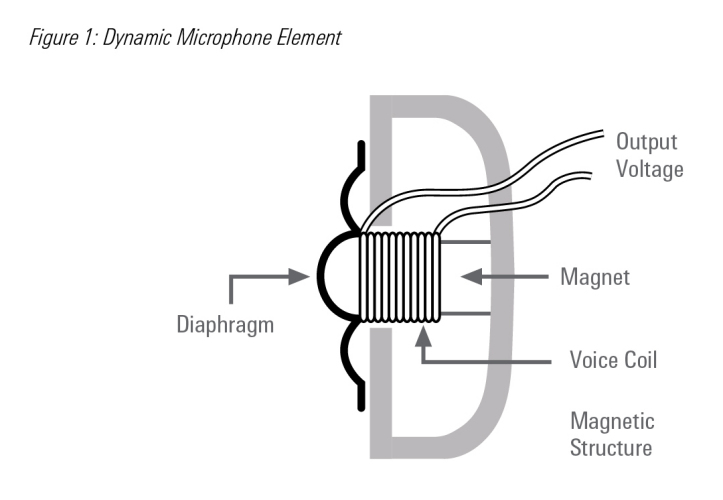 Figure 1: Dynamic Microphone Element
Output
Voltage
Magnet
Diaphragm
Voice Coil
Magnetic
Structure